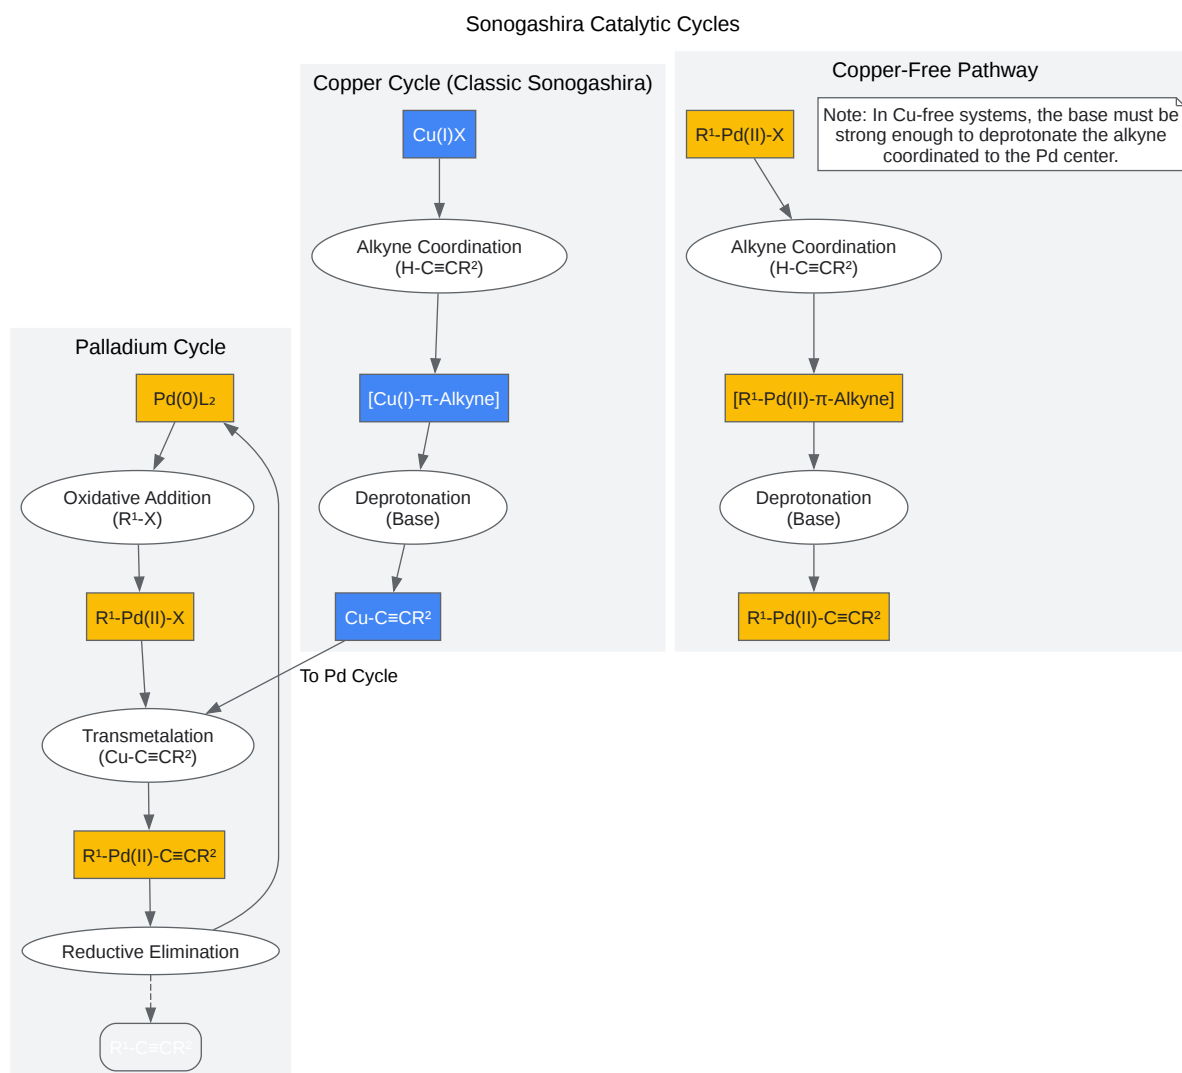 Sonogashira Catalytic Cycles
Palladium Cycle
Pd(0)L₂
Oxidative Addition
(R¹-X)
R¹-Pd(II)-X
Transmetalation
(Cu-C≡CR²)
R¹-Pd(II)-C≡CR²
Reductive Elimination
R¹-C≡CR²
Copper Cycle (Classic Sonogashira)
Cu(I)X
Alkyne Coordination
(H-C≡CR²)
[Cu(I)-π-Alkyne]
Deprotonation
(Base)
Cu-C≡CR²
To Pd Cycle
Copper-Free Pathway
R¹-Pd(II)-X
Note: In Cu-free systems, the base must be
strong enough to deprotonate the alkyne
coordinated to the Pd center.
Alkyne Coordination
(H-C≡CR²)
[R¹-Pd(II)-π-Alkyne]
Deprotonation
(Base)
R¹-Pd(II)-C≡CR²